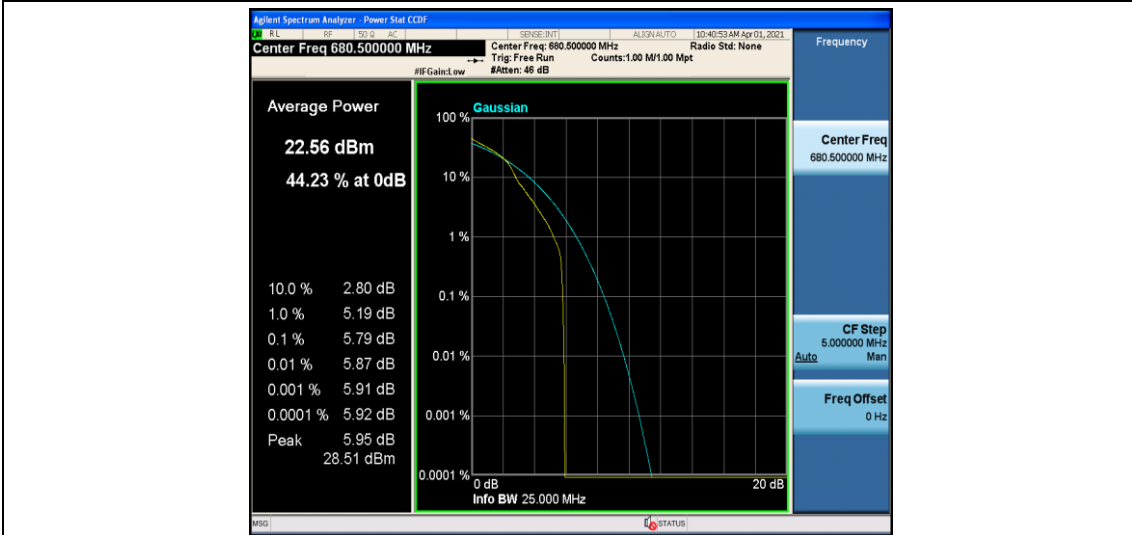 Agilent Spectrum Analyzer - Power Stat CCDF
RL RF 50 Ω AC SENSE:INT ALIGN AUTO 10:40:53 AM Apr 01, 2021
Center Freq 680.500000 MHz
Center Freq: 680.500000 MHz Radio Std: None
Trig: Free Run Counts:1.00 M/1.00 Mpt
#IFGain:Low #Atten: 46 dB
Frequency
Average Power
22.56 dBm
44.23 % at 0dB
10.0 % 2.80 dB
1.0 % 5.19 dB
0.1 % 5.79 dB
0.01 % 5.87 dB
0.001 % 5.91 dB
0.0001 % 5.92 dB
Peak 5.95 dB
28.51 dBm
Gaussian
100 %
10 %
1 %
0.1 %
0.01 %
0.001 %
0.0001 %
0 dB 20 dB
Info BW 25.000 MHz
Center Freq
680.500000 MHz
CF Step
5.000000 MHz
Auto Man
Freq Offset
0 Hz
MSG STATUS